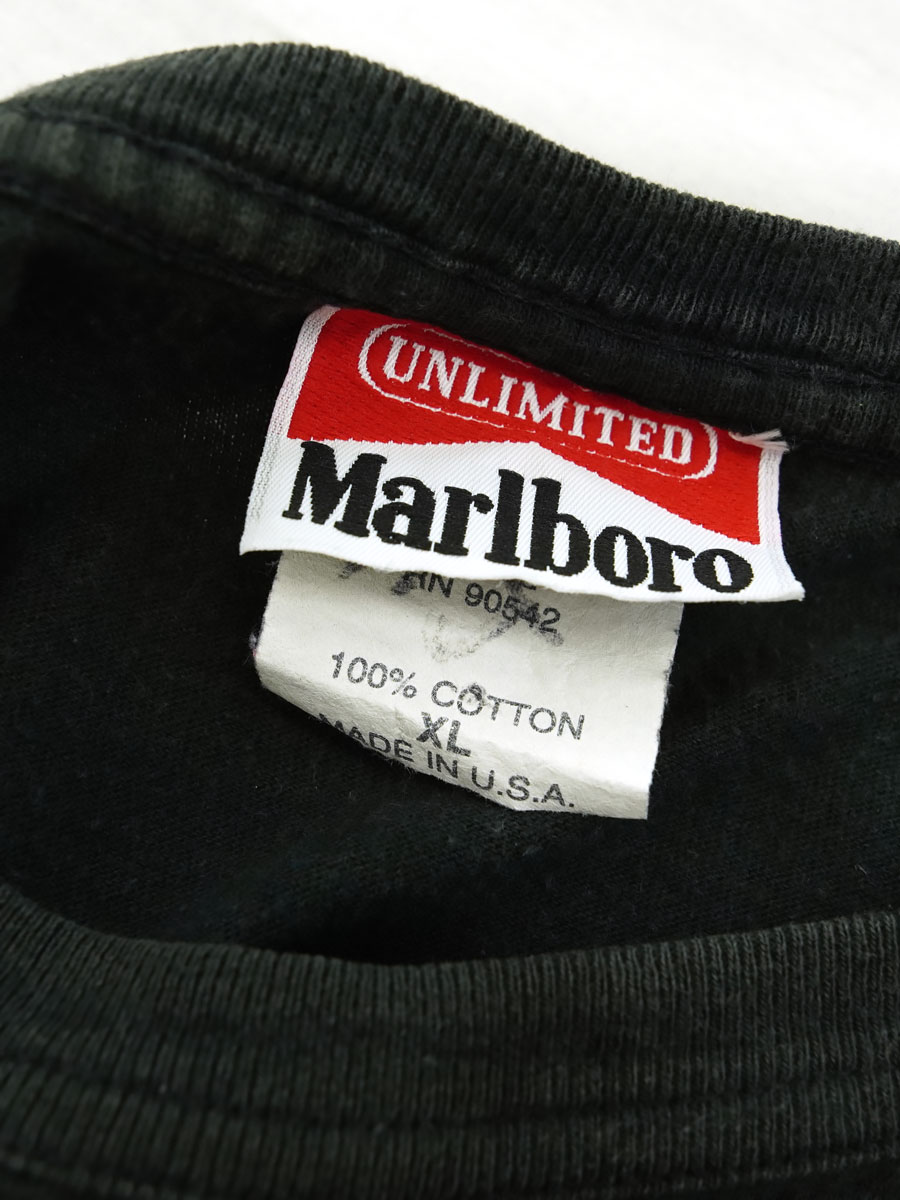 UNLIMITED
Marlboro
RN 90542
100% COTTON
XL
MADE IN U.S.A.